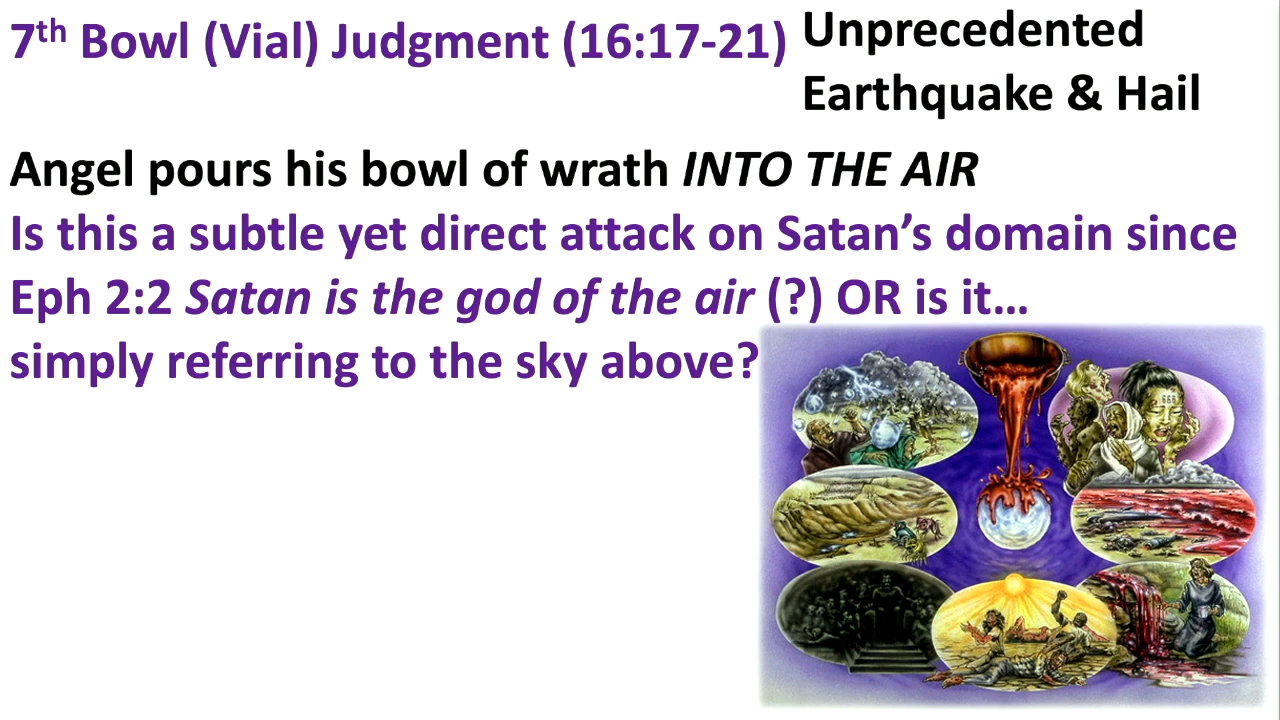 7th Bowl (Vial) Judgment (16:17-21)
Unprecedented
Earthquake & Hail
Angel pours his bowl of wrath INTO THE AIR
Is this a subtle yet direct attack on Satan’s domain since
Eph 2:2 Satan is the god of the air (?) OR is it…
simply referring to the sky above?
666